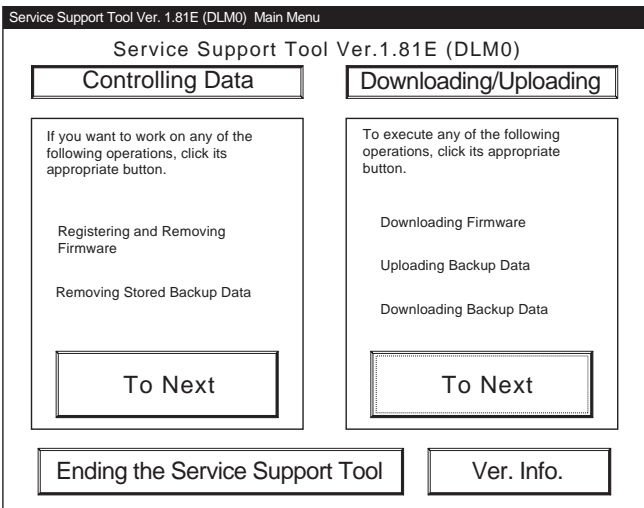 Service Support Tool Ver. 1.81E (DLM0)  Main Menu
Service Support Tool Ver.1.81E (DLM0)
Controlling Data
If you want to work on any of the
following operations, click its
appropriate button.
Registering and Removing
Firmware
Removing Stored Backup Data
To Next
Downloading/Uploading
To execute any of the following
operations, click its appropriate
button.
Downloading Firmware
Uploading Backup Data
Downloading Backup Data
To Next
Ending the Service Support Tool
Ver. Info.